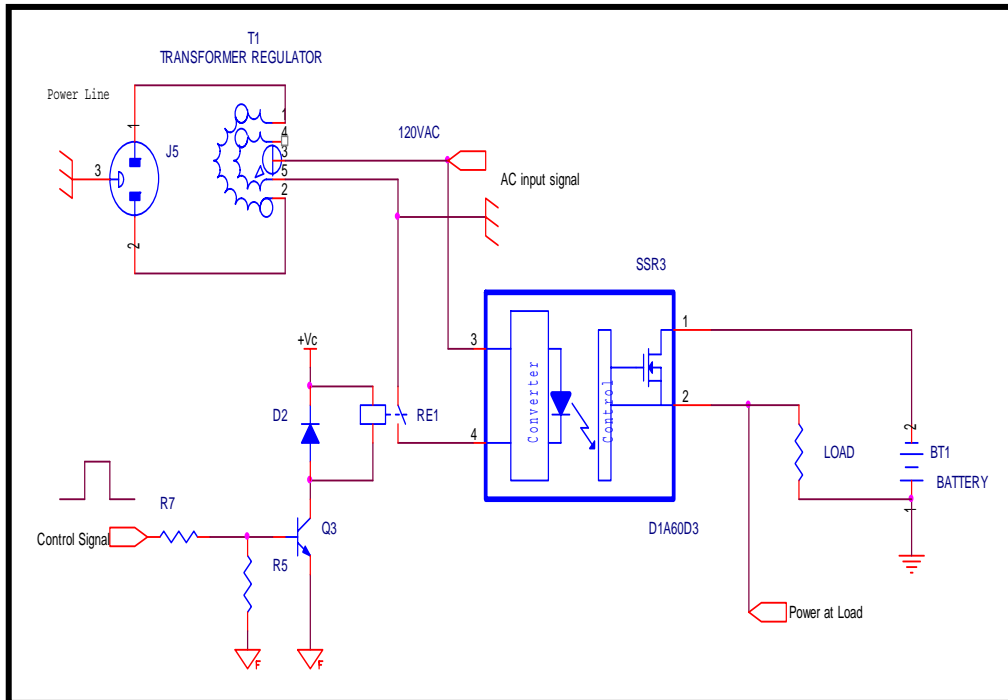 T1
TRANSFORMER REGULATOR
Power Line
1
4
3
5
2
J5
1
3
2
120VAC
AC input signal
SSR3
+Vc
D2
RE1
3
4
Converter
Control
1
2
LOAD
2
BT1
BATTERY
1
R7
Control Signal
R5
Q3
D1A60D3
F
F
Power at Load